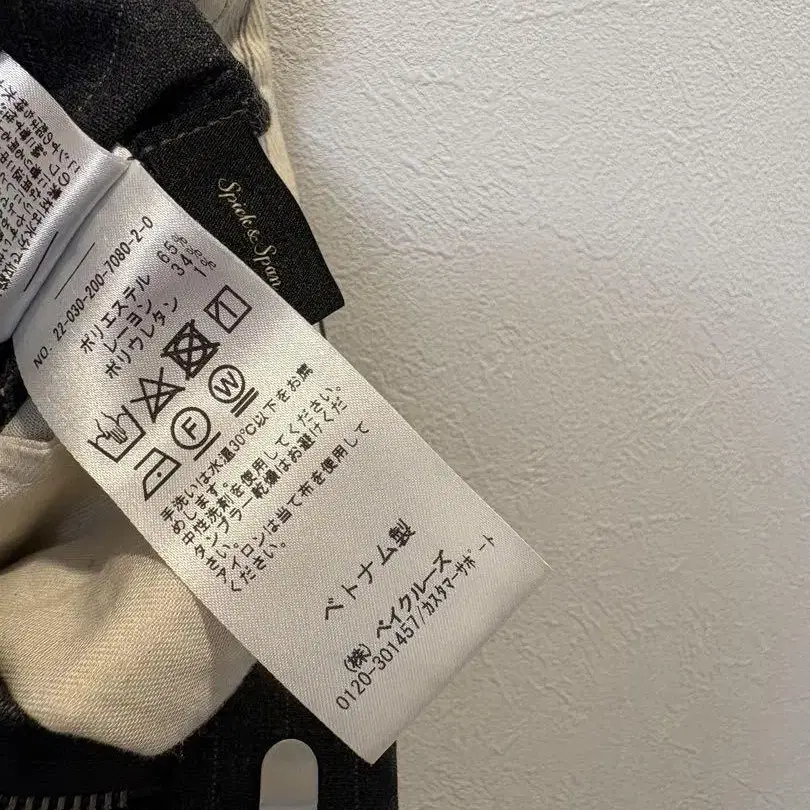 Spick & Span
NO. 22-030-200-7080-2-0
ポリエステル 65%
レーヨン 34%
ポリウレタン 1%
F
W
手洗いは水温30℃以下をお薦
めします。
中性洗剤を使用してください。
タンブラー乾燥はお避けくだ
さい。
アイロンは当て布を使用して
ください。
ベトナム製
(株) ベイクルーズ
0120-301457/カスタマーサポート